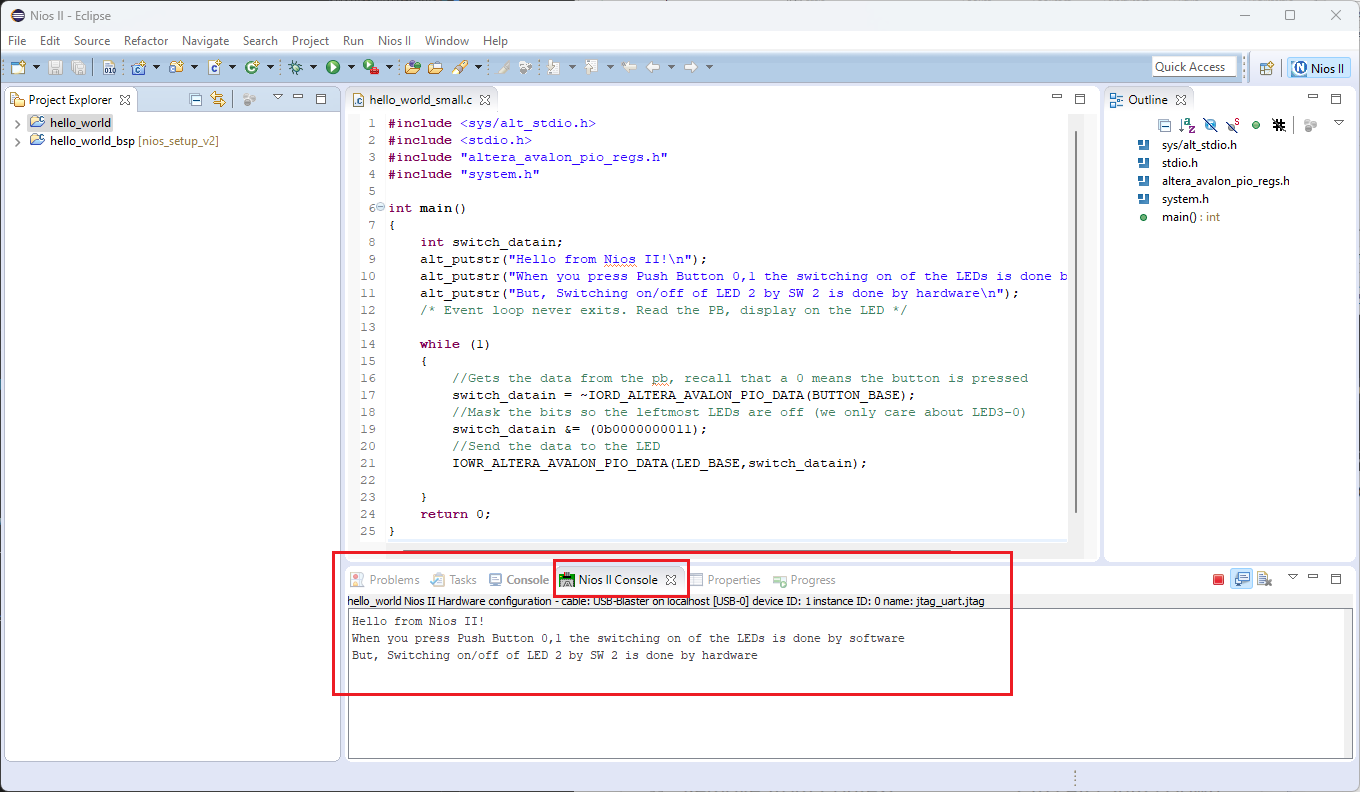 Nios II - Eclipse
File Edit Source Refactor Navigate Search Project Run Nios II Window Help
Quick Access
Nios II
Project Explorer
hello_world
hello_world_bsp [nios_setup_v2]
hello_world_small.c
1 #include <sys/alt_stdio.h>
2 #include <stdio.h>
3 #include "altera_avalon_pio_regs.h"
4 #include "system.h"
5
6 int main()
7 {
8 int switch_datain;
9 alt_putstr("Hello from Nios II!\n");
10 alt_putstr("When you press Push Button 0,1 the switching on of the LEDs is done b
11 alt_putstr("But, Switching on/off of LED 2 by SW 2 is done by hardware\n");
12 /* Event loop never exits. Read the PB, display on the LED */
13
14 while (1)
15 {
16 //Gets the data from the pb, recall that a 0 means the button is pressed
17 switch_datain = ~IORD_ALTERA_AVALON_PIO_DATA(BUTTON_BASE);
18 //Mask the bits so the leftmost LEDs are off (we only care about LED3-0)
19 switch_datain &= (0b0000000011);
20 //Send the data to the LED
21 IOWR_ALTERA_AVALON_PIO_DATA(LED_BASE,switch_datain);
22
23 }
24 return 0;
25 }
Outline
sys/alt_stdio.h
stdio.h
altera_avalon_pio_regs.h
system.h
main() : int
Problems Tasks Console Nios II Console Properties Progress
hello_world Nios II Hardware configuration - cable: USB-Blaster on localhost [USB-0] device ID: 1 instance ID: 0 name: jtag_uart.jtag
Hello from Nios II!
When you press Push Button 0,1 the switching on of the LEDs is done by software
But, Switching on/off of LED 2 by SW 2 is done by hardware